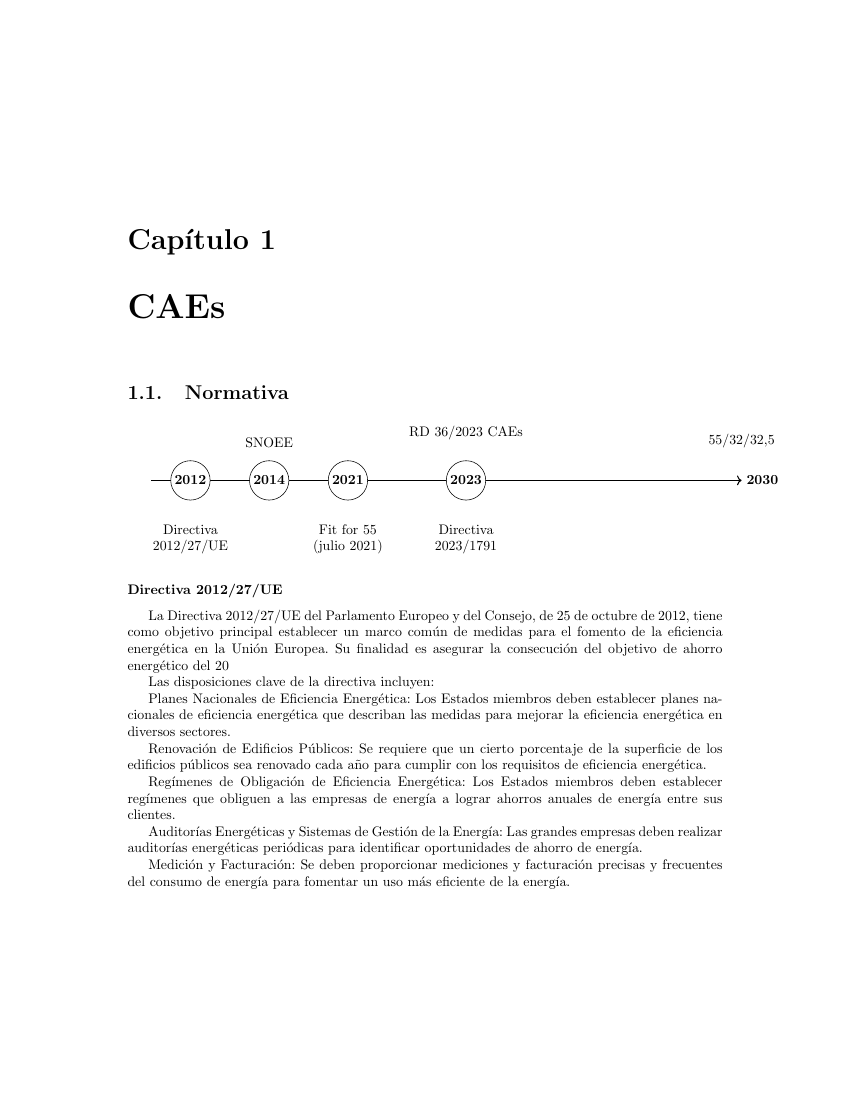 Capítulo 1
CAEs
1.1. Normativa
RD 36/2023 CAEs
SNOEE
55/32/32,5
2012
2014
2021
2023
2030
Directiva
2012/27/UE
Fit for 55
(julio 2021)
Directiva
2023/1791
Directiva 2012/27/UE
La Directiva 2012/27/UE del Parlamento Europeo y del Consejo, de 25 de octubre de 2012, tiene
como objetivo principal establecer un marco común de medidas para el fomento de la eficiencia
energética en la Unión Europea. Su finalidad es asegurar la consecución del objetivo de ahorro
energético del 20
Las disposiciones clave de la directiva incluyen:
Planes Nacionales de Eficiencia Energética: Los Estados miembros deben establecer planes na-
cionales de eficiencia energética que describan las medidas para mejorar la eficiencia energética en
diversos sectores.
Renovación de Edificios Públicos: Se requiere que un cierto porcentaje de la superficie de los
edificios públicos sea renovado cada año para cumplir con los requisitos de eficiencia energética.
Regímenes de Obligación de Eficiencia Energética: Los Estados miembros deben establecer
regímenes que obliguen a las empresas de energía a lograr ahorros anuales de energía entre sus
clientes.
Auditorías Energéticas y Sistemas de Gestión de la Energía: Las grandes empresas deben realizar
auditorías energéticas periódicas para identificar oportunidades de ahorro de energía.
Medición y Facturación: Se deben proporcionar mediciones y facturación precisas y frecuentes
del consumo de energía para fomentar un uso más eficiente de la energía.